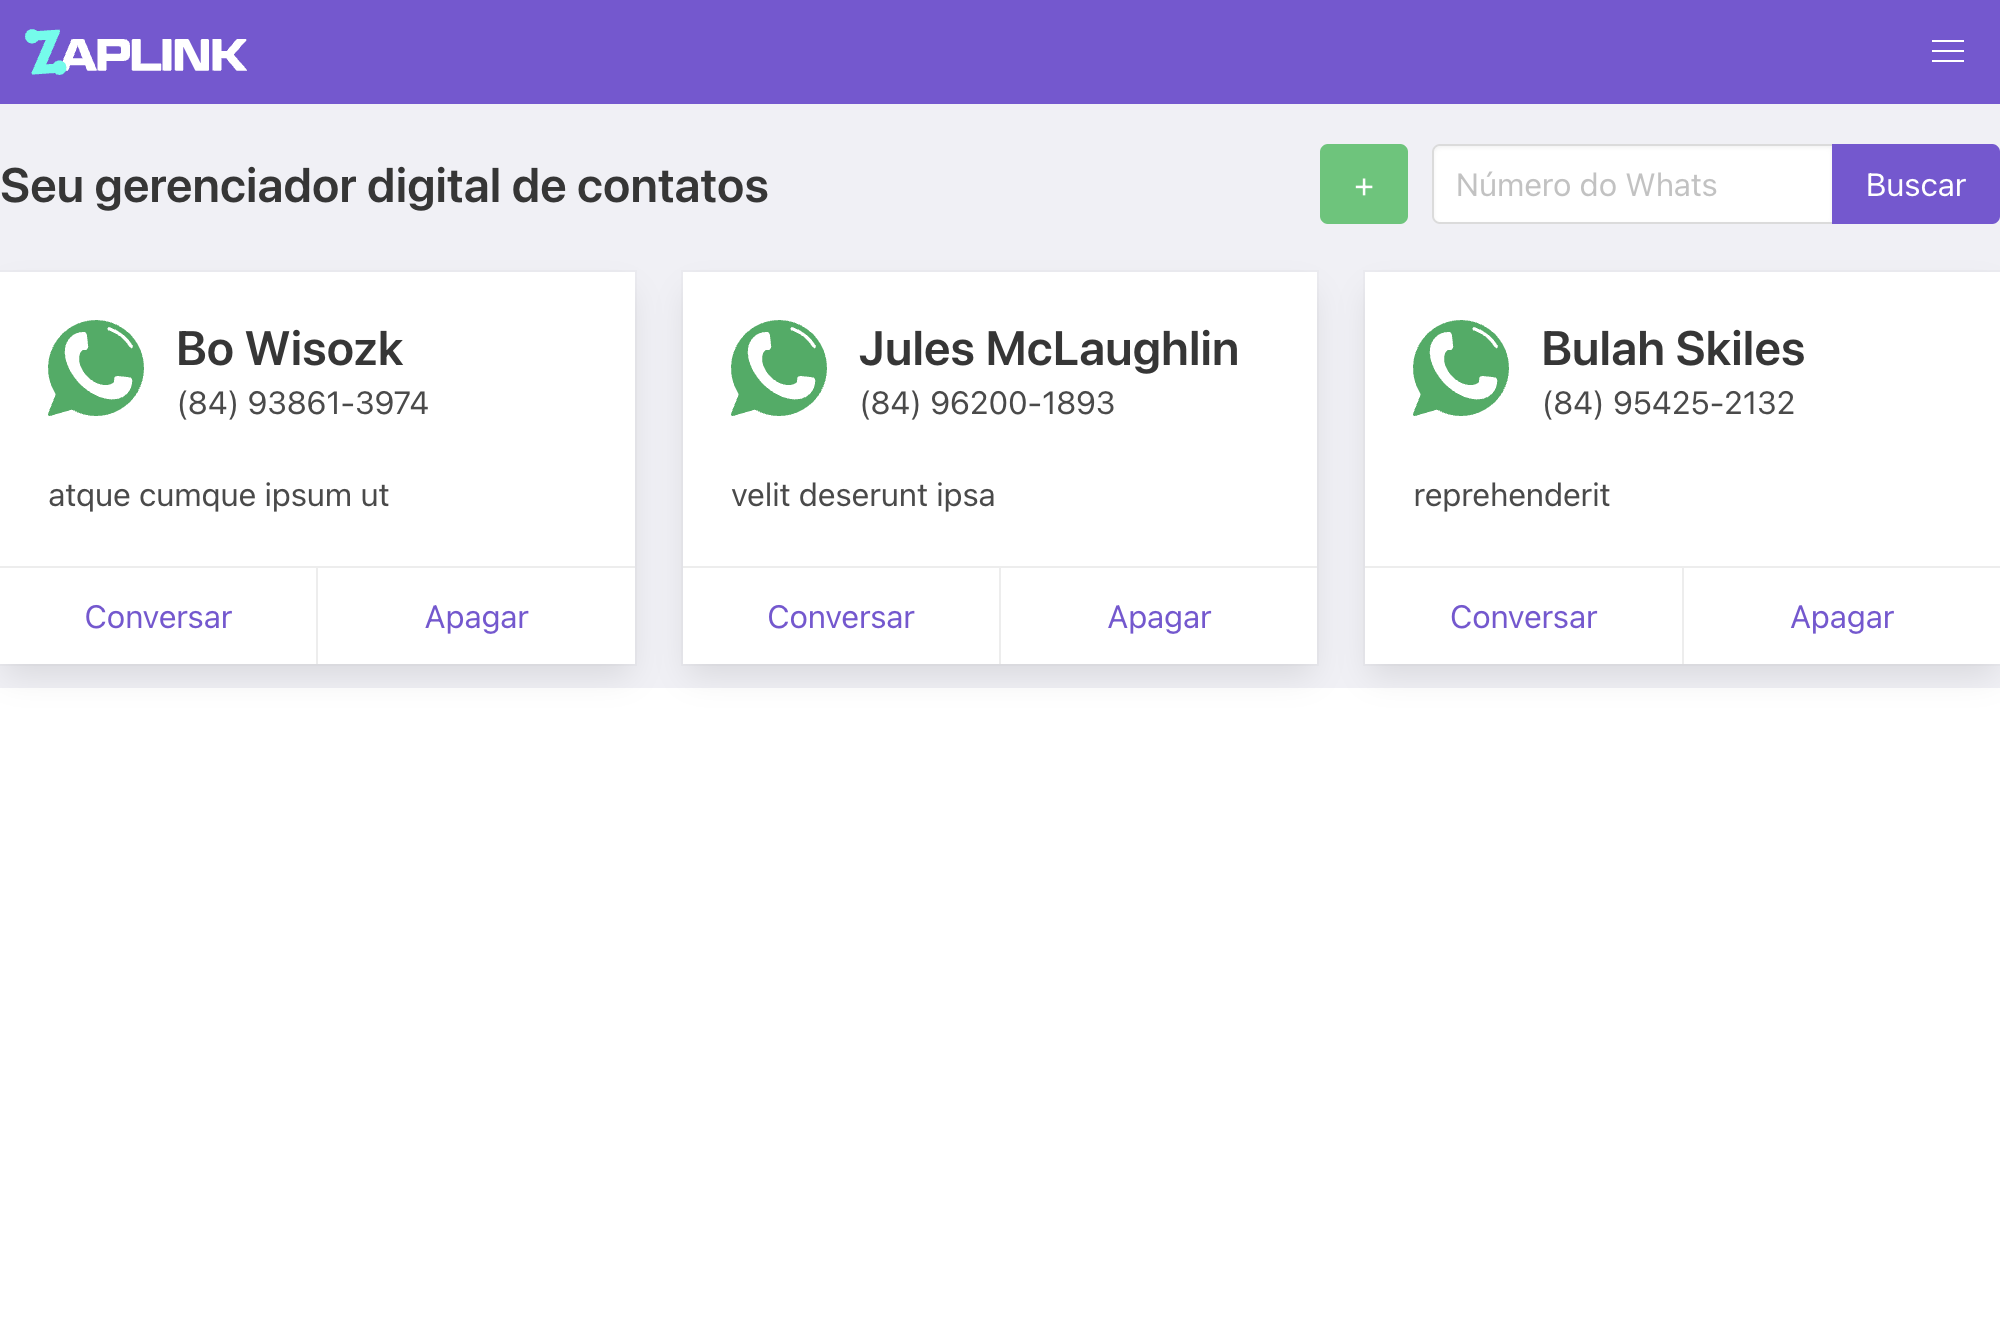 ZAPLINK
Seu gerenciador digital de contatos
+
Número do Whats
Buscar
Bo Wisozk
(84) 93861-3974
atque cumque ipsum ut
Conversar
Apagar
Jules McLaughlin
(84) 96200-1893
velit deserunt ipsa
Conversar
Apagar
Bulah Skiles
(84) 95425-2132
reprehenderit
Conversar
Apagar